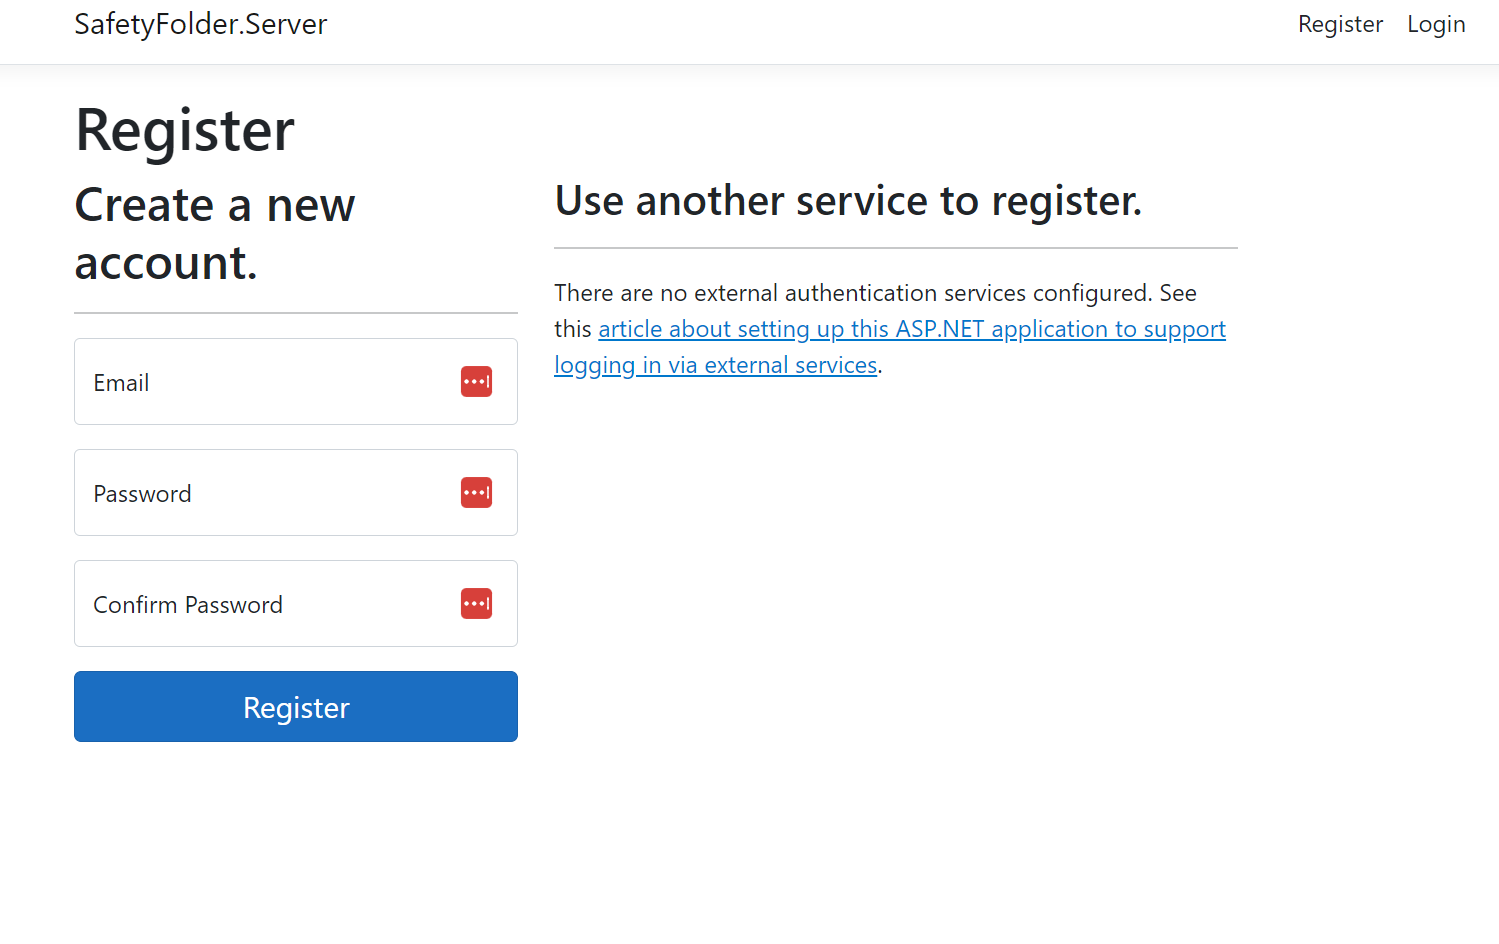 SafetyFolder.Server
Register
Login
Register
Create a new
account.
Email
Password
Confirm Password
Register
Use another service to register.
There are no external authentication services configured. See
this article about setting up this ASP.NET application to support
logging in via external services.